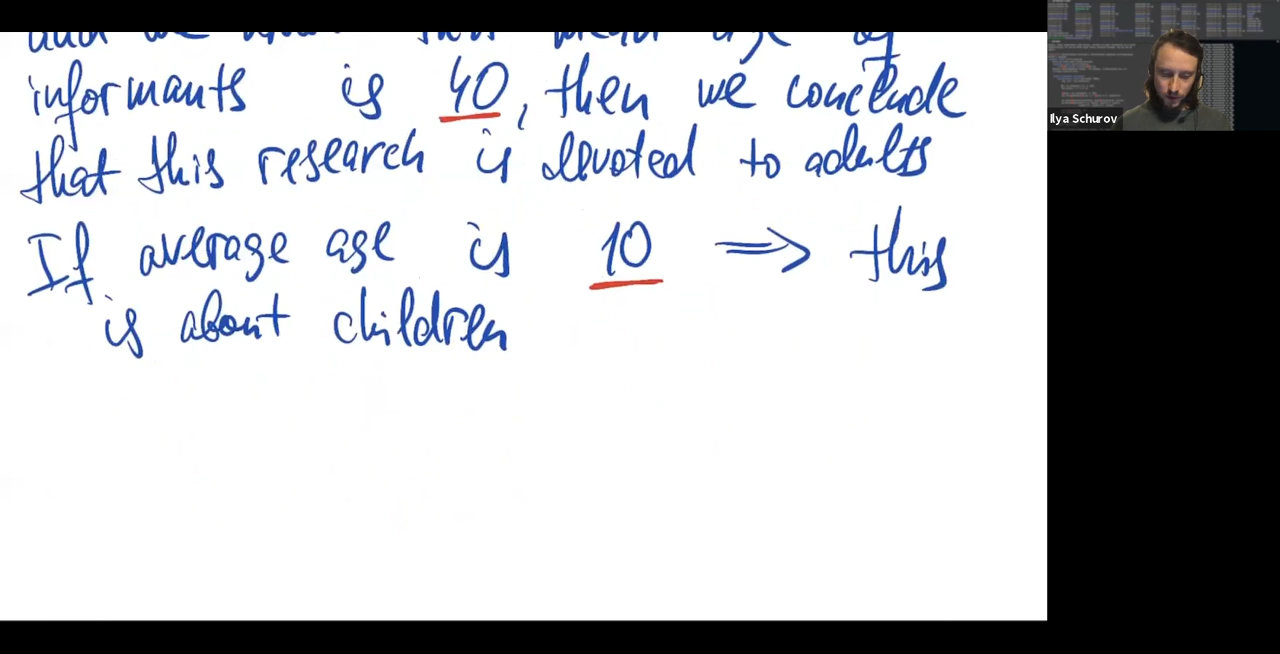 informants is 40, then we conclude
that this research is devoted to adults
If average age is 10 => this
is about children
Ilya Schurov